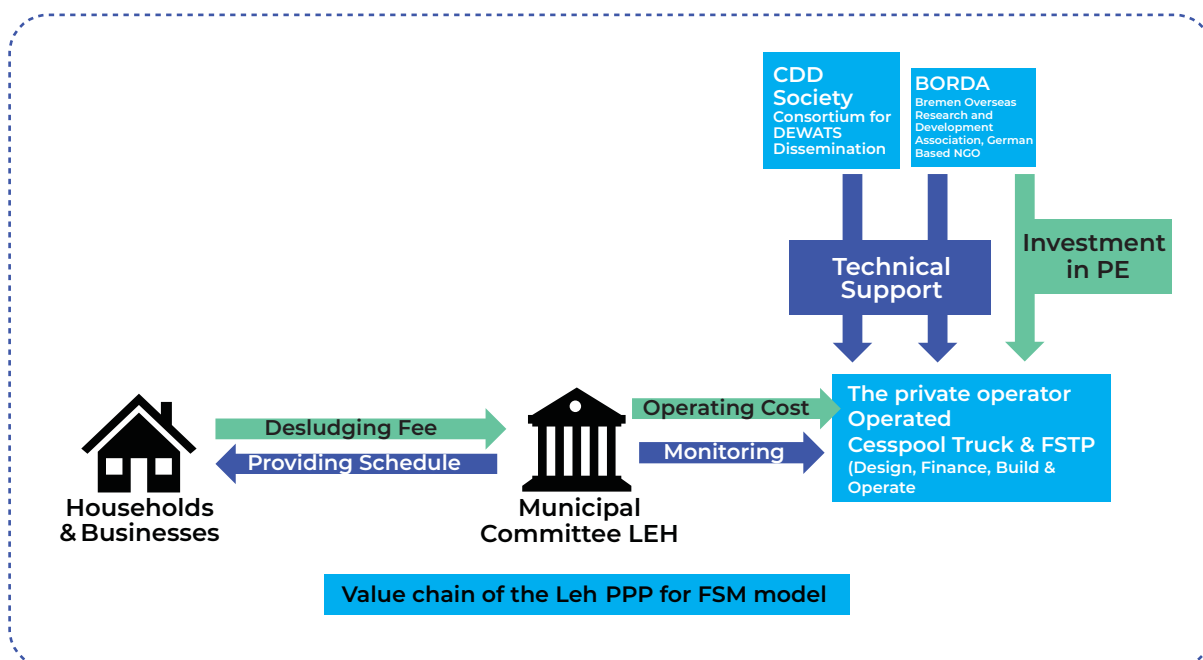 CDD
Society
Consortium for
DEWATS
Dissemination
BORDA
Bremen Overseas
Research and
Development
Association, German
Based NGO
Technical
Support
Investment
in PE
Desludging Fee
Providing Schedule
Operating Cost
Monitoring
The private operator
Operated
Cesspool Truck & FSTP
(Design, Finance, Build &
Operate
Households
& Businesses
Municipal
Committee LEH
Value chain of the Leh PPP for FSM model